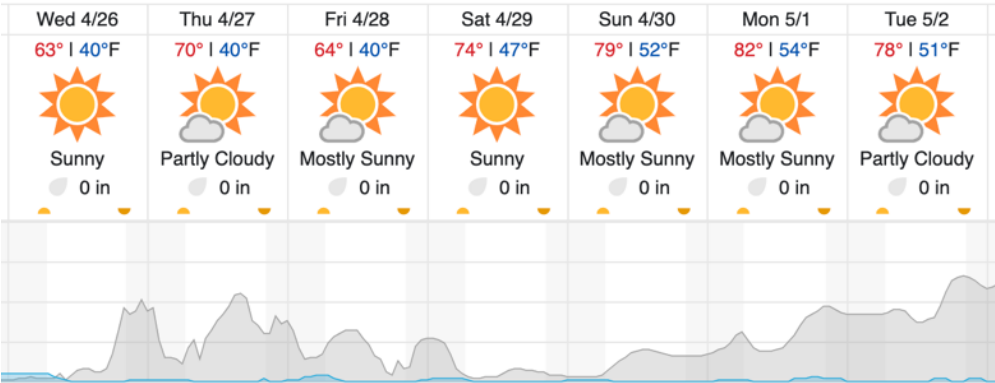 Wed 4/26 Thu 4/27 Fri 4/28 Sat 4/29 Sun 4/30 Mon 5/1 Tue 5/2
63° | 40°F 70° | 40°F 64° | 40°F 74° | 47°F 79° | 52°F 82° | 54°F 78° | 51°F
Sunny Partly Cloudy Mostly Sunny Sunny Mostly Sunny Mostly Sunny Partly Cloudy
0 in 0 in 0 in 0 in 0 in 0 in 0 in